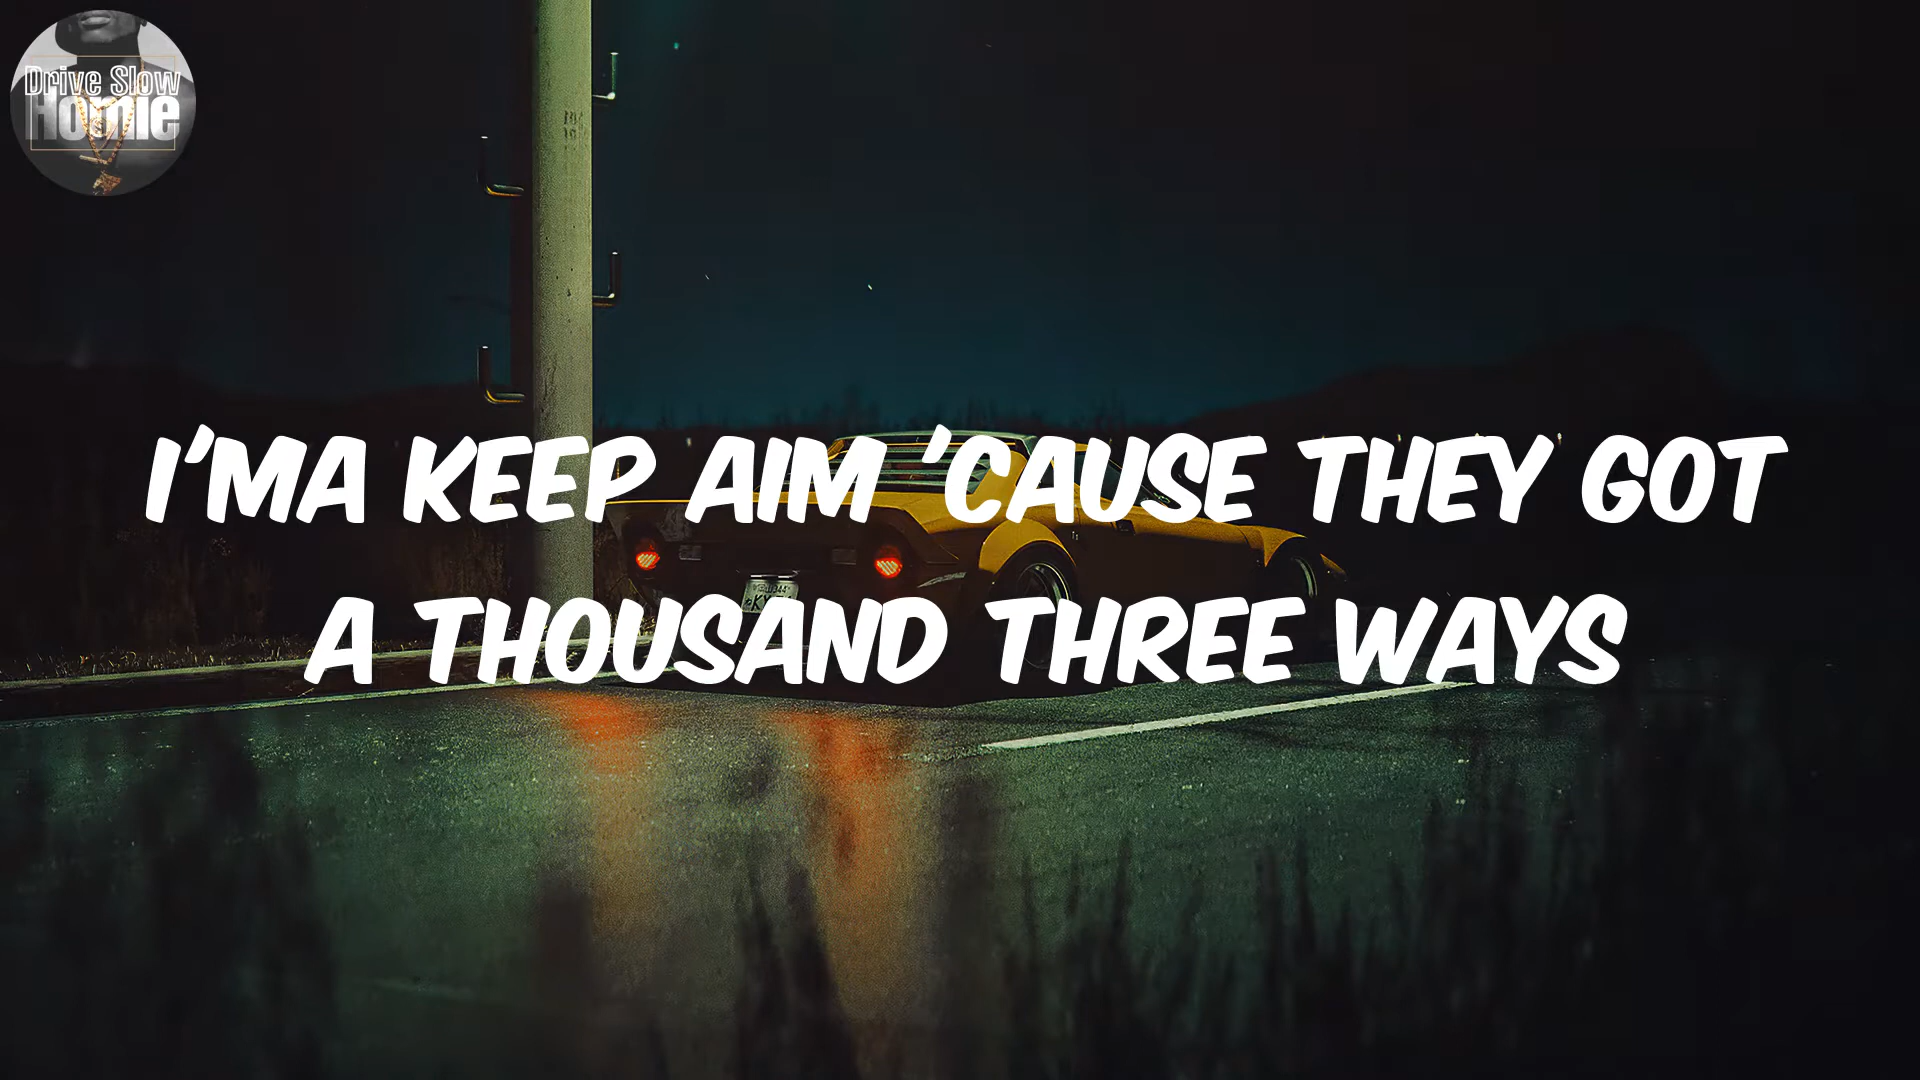 Drive Slow
Homie
I'MA KEEP AIM 'CAUSE THEY GOT
A THOUSAND THREE WAYS